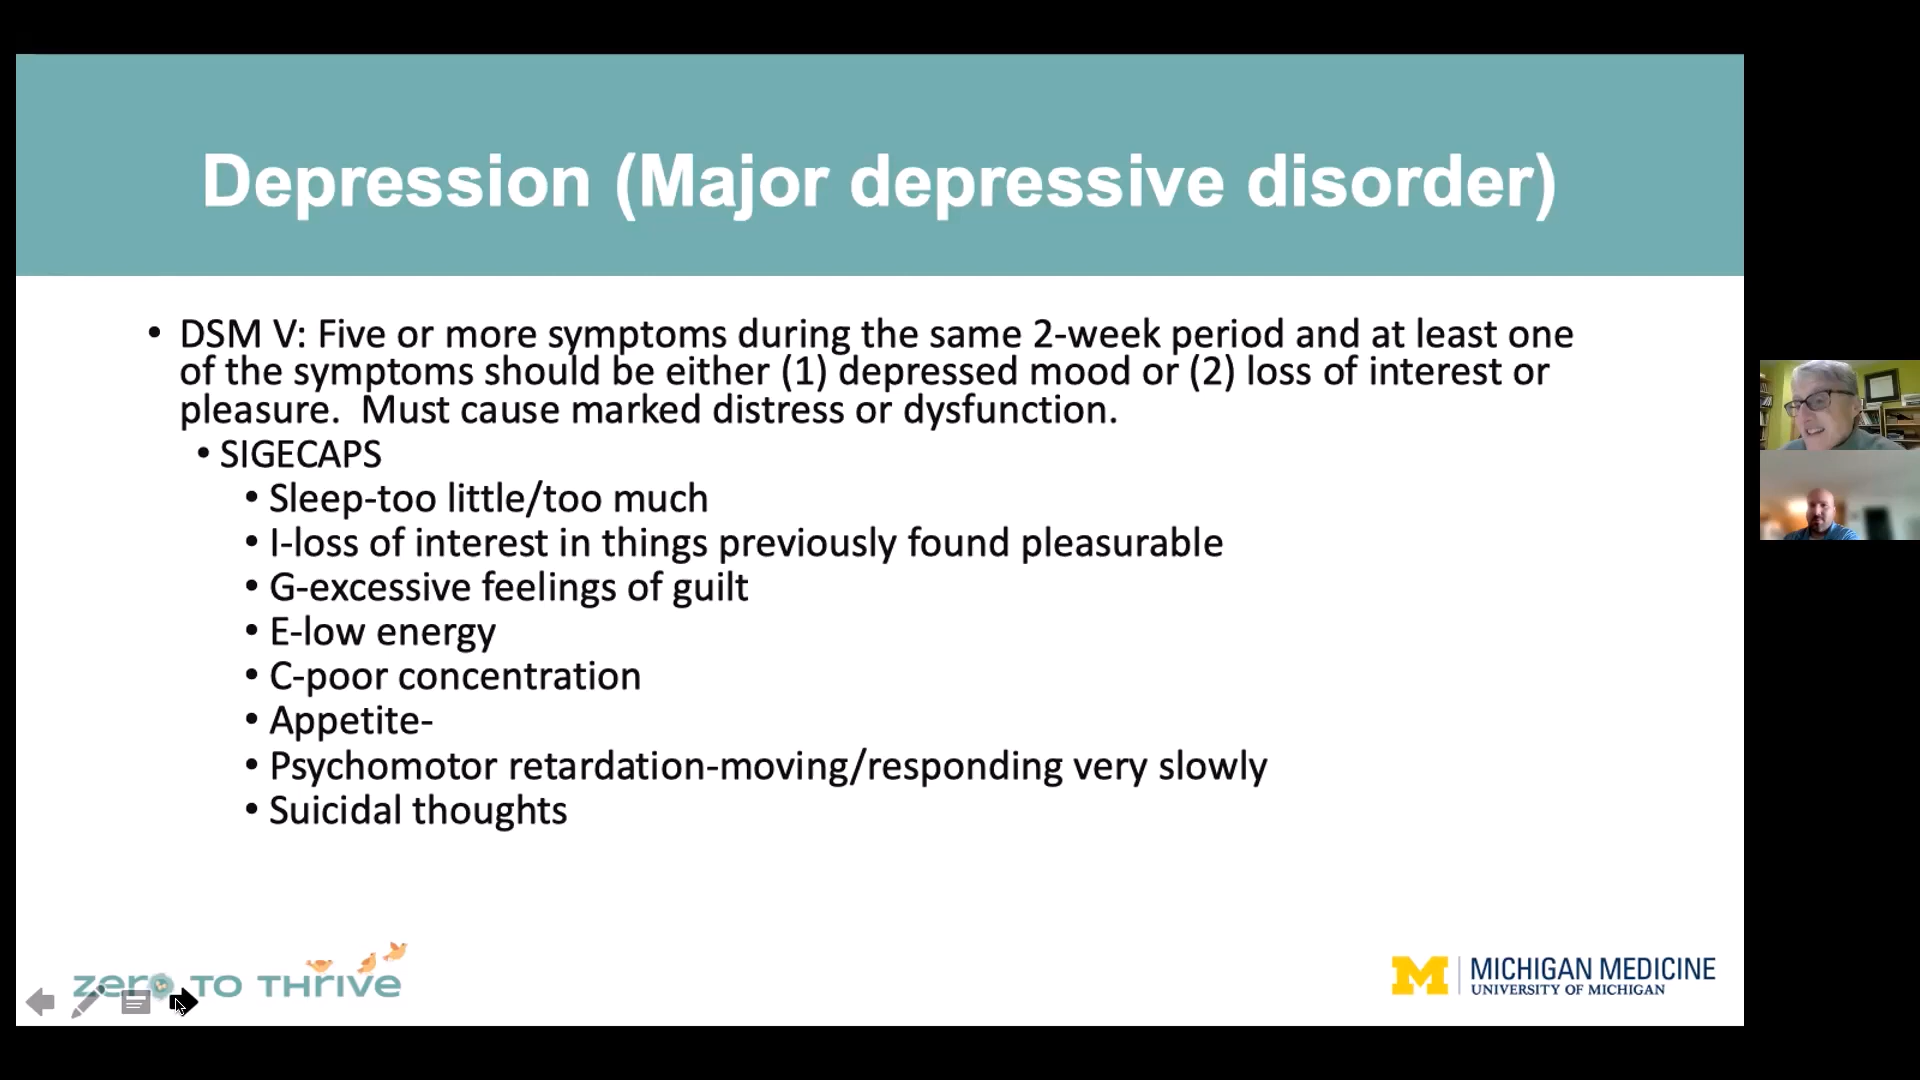 Depression (Major depressive disorder)
• DSM V: Five or more symptoms during the same 2-week period and at least one
of the symptoms should be either (1) depressed mood or (2) loss of interest or
pleasure.  Must cause marked distress or dysfunction.
• SIGECAPS
• Sleep-too little/too much
• I-loss of interest in things previously found pleasurable
• G-excessive feelings of guilt
• E-low energy
• C-poor concentration
• Appetite-
• Psychomotor retardation-moving/responding very slowly
• Suicidal thoughts
zero TO THrive
M | MICHIGAN MEDICINE
UNIVERSITY OF MICHIGAN